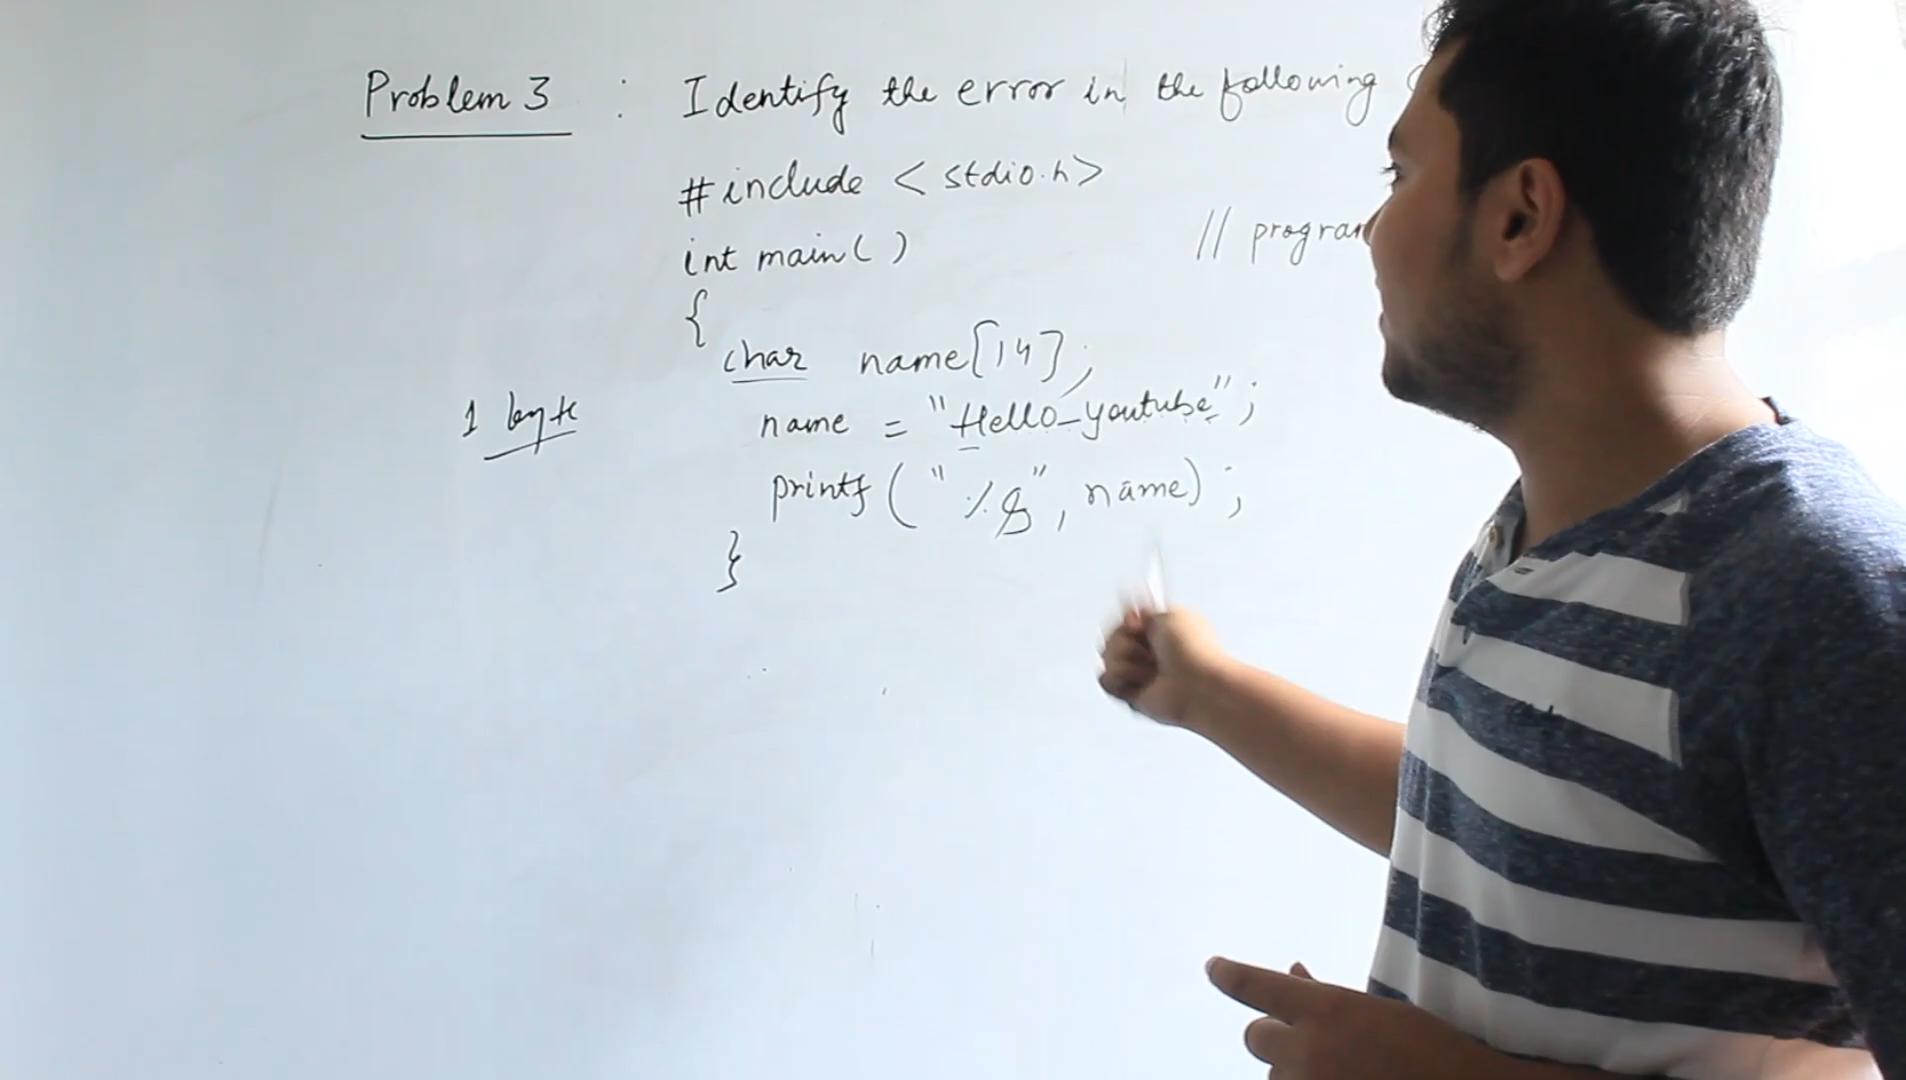 Problem 3 : Identify the error in the following
#include <stdio.h>
int main( ) // program
{
char name[14];
1 byte name = "Hello_youtube";
printf ( "%s", name) ;
}